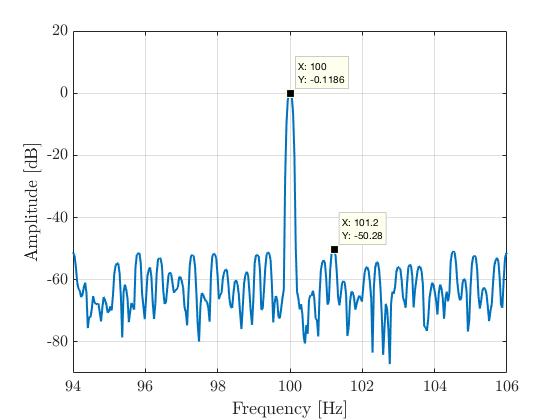 20
0
-20
-40
-60
-80
Amplitude [dB]
X: 100
Y: -0.1186
X: 101.2
Y: -50.28
94 96 98 100 102 104 106
Frequency [Hz]